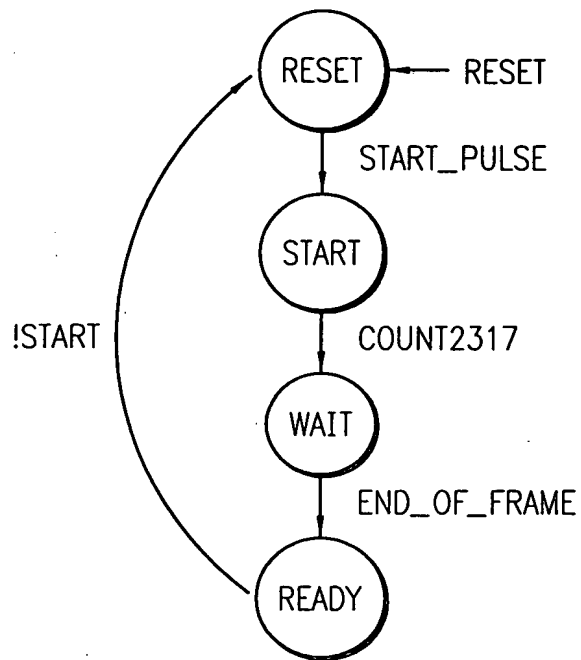 RESET
RESET
START_PULSE
START
!START
COUNT2317
WAIT
END_OF_FRAME
READY